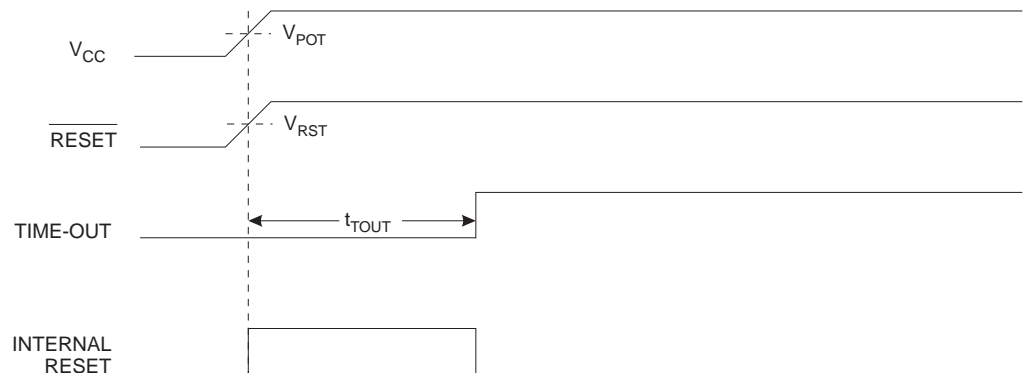 V_CC
V_POT
RESET
V_RST
TIME-OUT
t_TOUT
INTERNAL
RESET